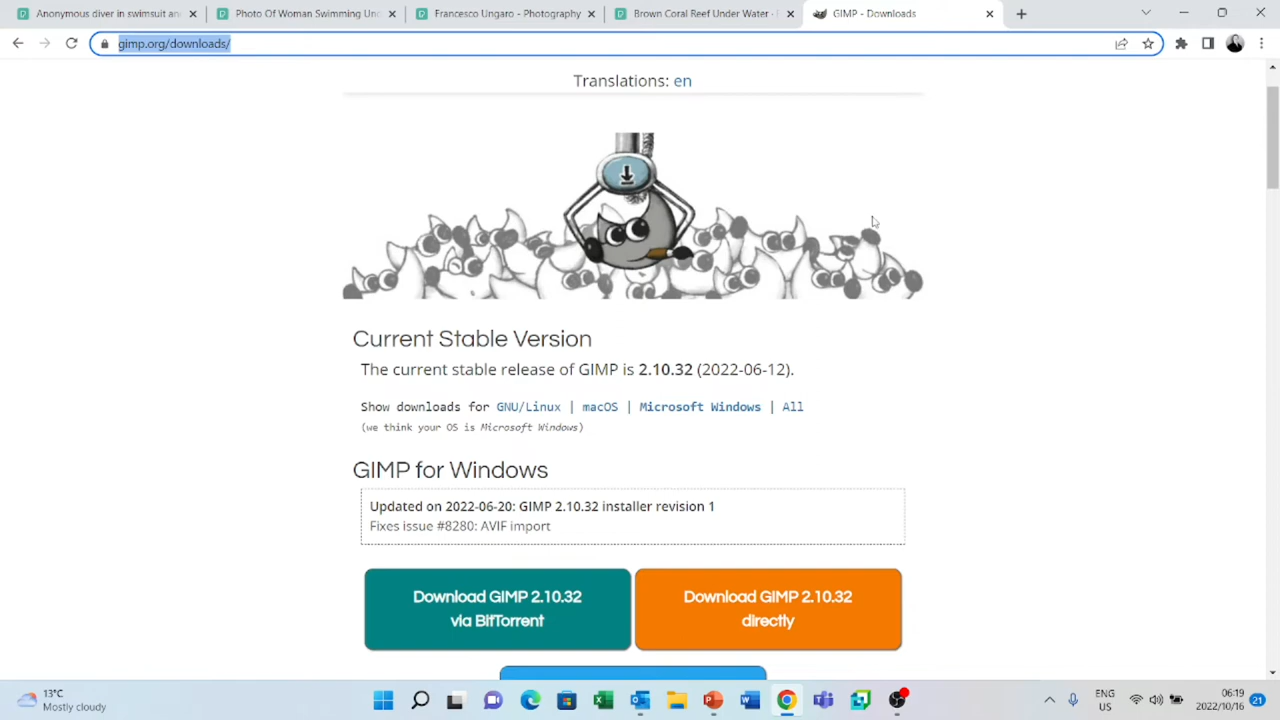 Anonymous diver in swimsuit an
Photo Of Woman Swimming Un
Francesco Ungaro - Photography
Brown Coral Reef Under Water -
GIMP - Downloads
gimp.org/downloads/
Translations: en
Current Stable Version
The current stable release of GIMP is 2.10.32 (2022-06-12).
Show downloads for GNU/Linux | macOS | Microsoft Windows | All
(we think your OS is Microsoft Windows)
GIMP for Windows
Updated on 2022-06-20: GIMP 2.10.32 installer revision 1
Fixes issue #8280: AVIF import
Download GIMP 2.10.32
via BitTorrent
Download GIMP 2.10.32
directly
13°C
Mostly cloudy
ENG
US
06:19
2022/10/16
21